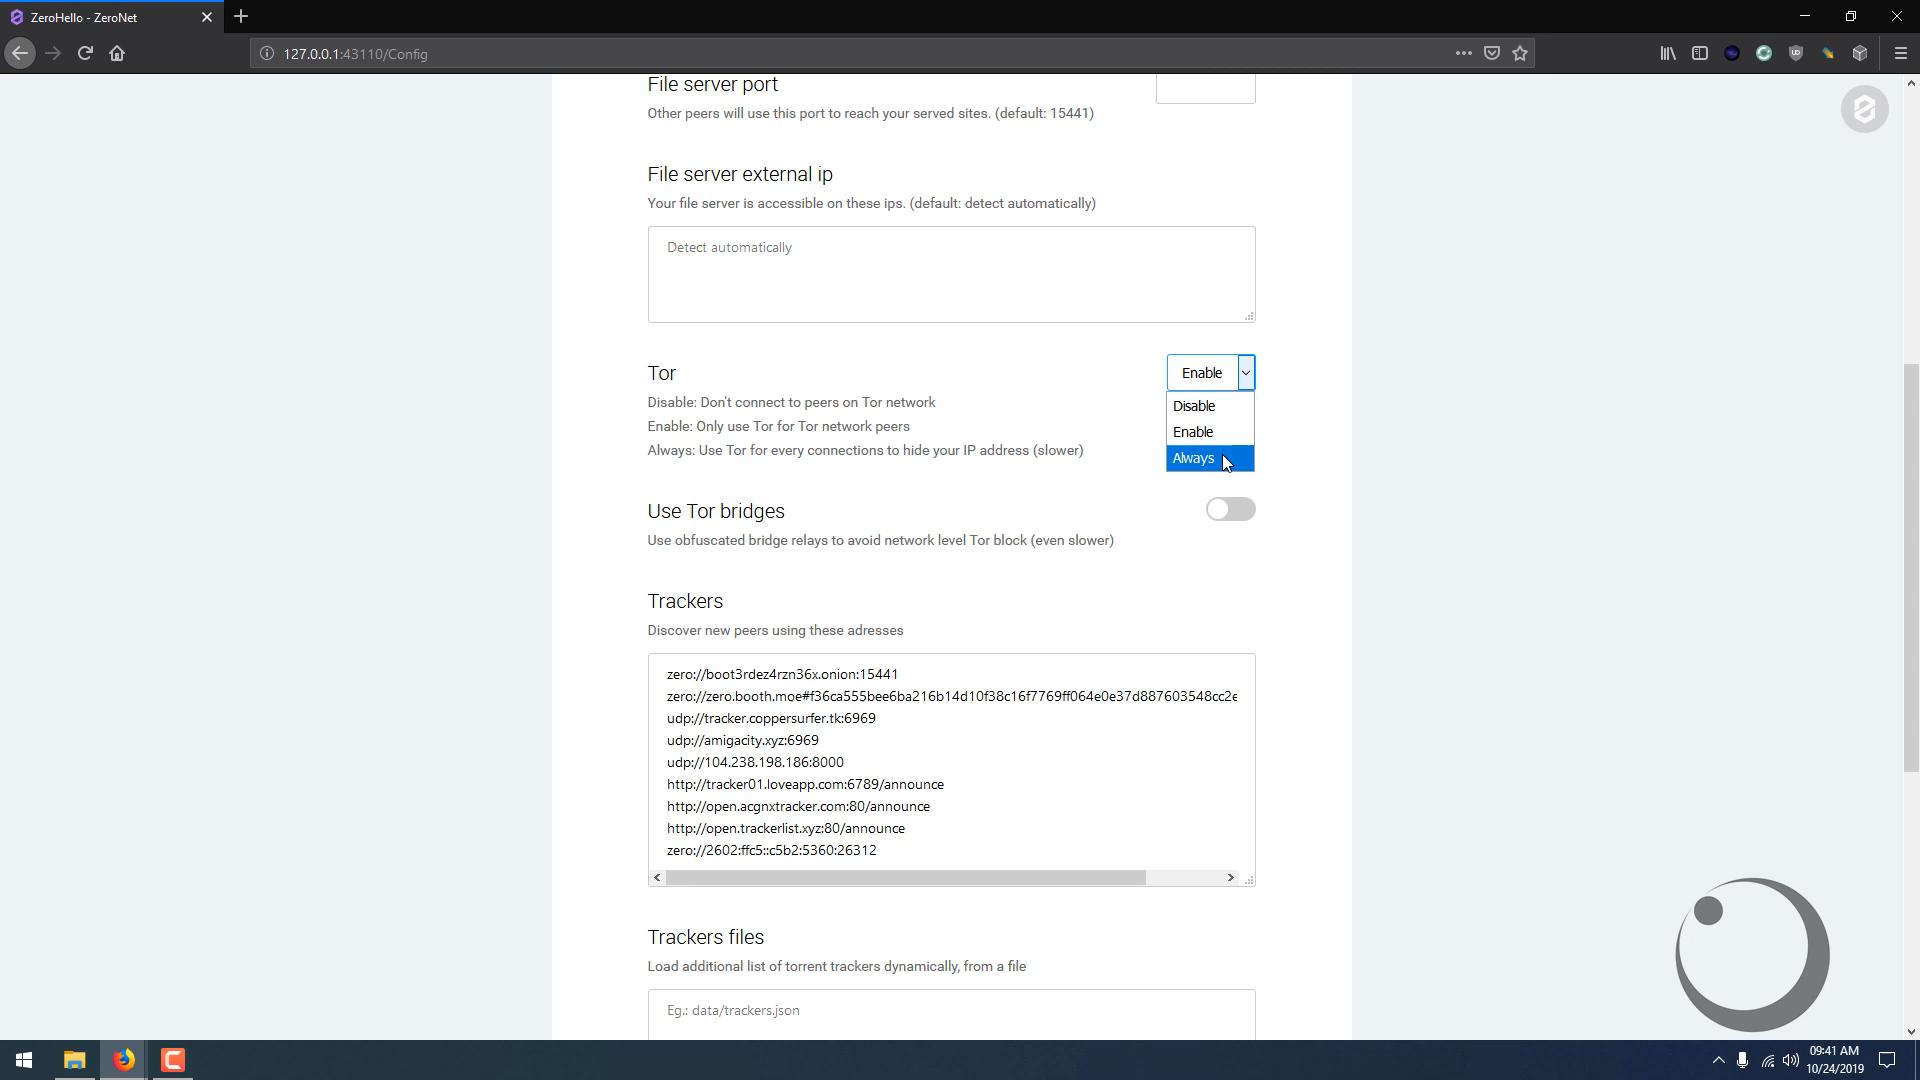 ZeroHello - ZeroNet
127.0.0.1:43110/Config
File server port
Other peers will use this port to reach your served sites. (default: 15441)
File server external ip
Your file server is accessible on these ips. (default: detect automatically)
Detect automatically
Tor
Enable
Disable: Don't connect to peers on Tor network
Disable
Enable: Only use Tor for Tor network peers
Enable
Always: Use Tor for every connections to hide your IP address (slower)
Always
Use Tor bridges
Use obfuscated bridge relays to avoid network level Tor block (even slower)
Trackers
Discover new peers using these adresses
zero://boot3rdez4rzn36x.onion:15441
zero://zero.booth.moe#f36ca555bee6ba216b14d10f38c16f7769ff064e0e37d887603548cc2e
udp://tracker.coppersurfer.tk:6969
udp://amigacity.xyz:6969
udp://104.238.198.186:8000
http://tracker01.loveapp.com:6789/announce
http://open.acgnxtracker.com:80/announce
http://open.trackerlist.xyz:80/announce
zero://2602:ffc5::c5b2:5360:26312
Trackers files
Load additional list of torrent trackers dynamically, from a file
Eg.: data/trackers.json
09:41 AM
10/24/2019